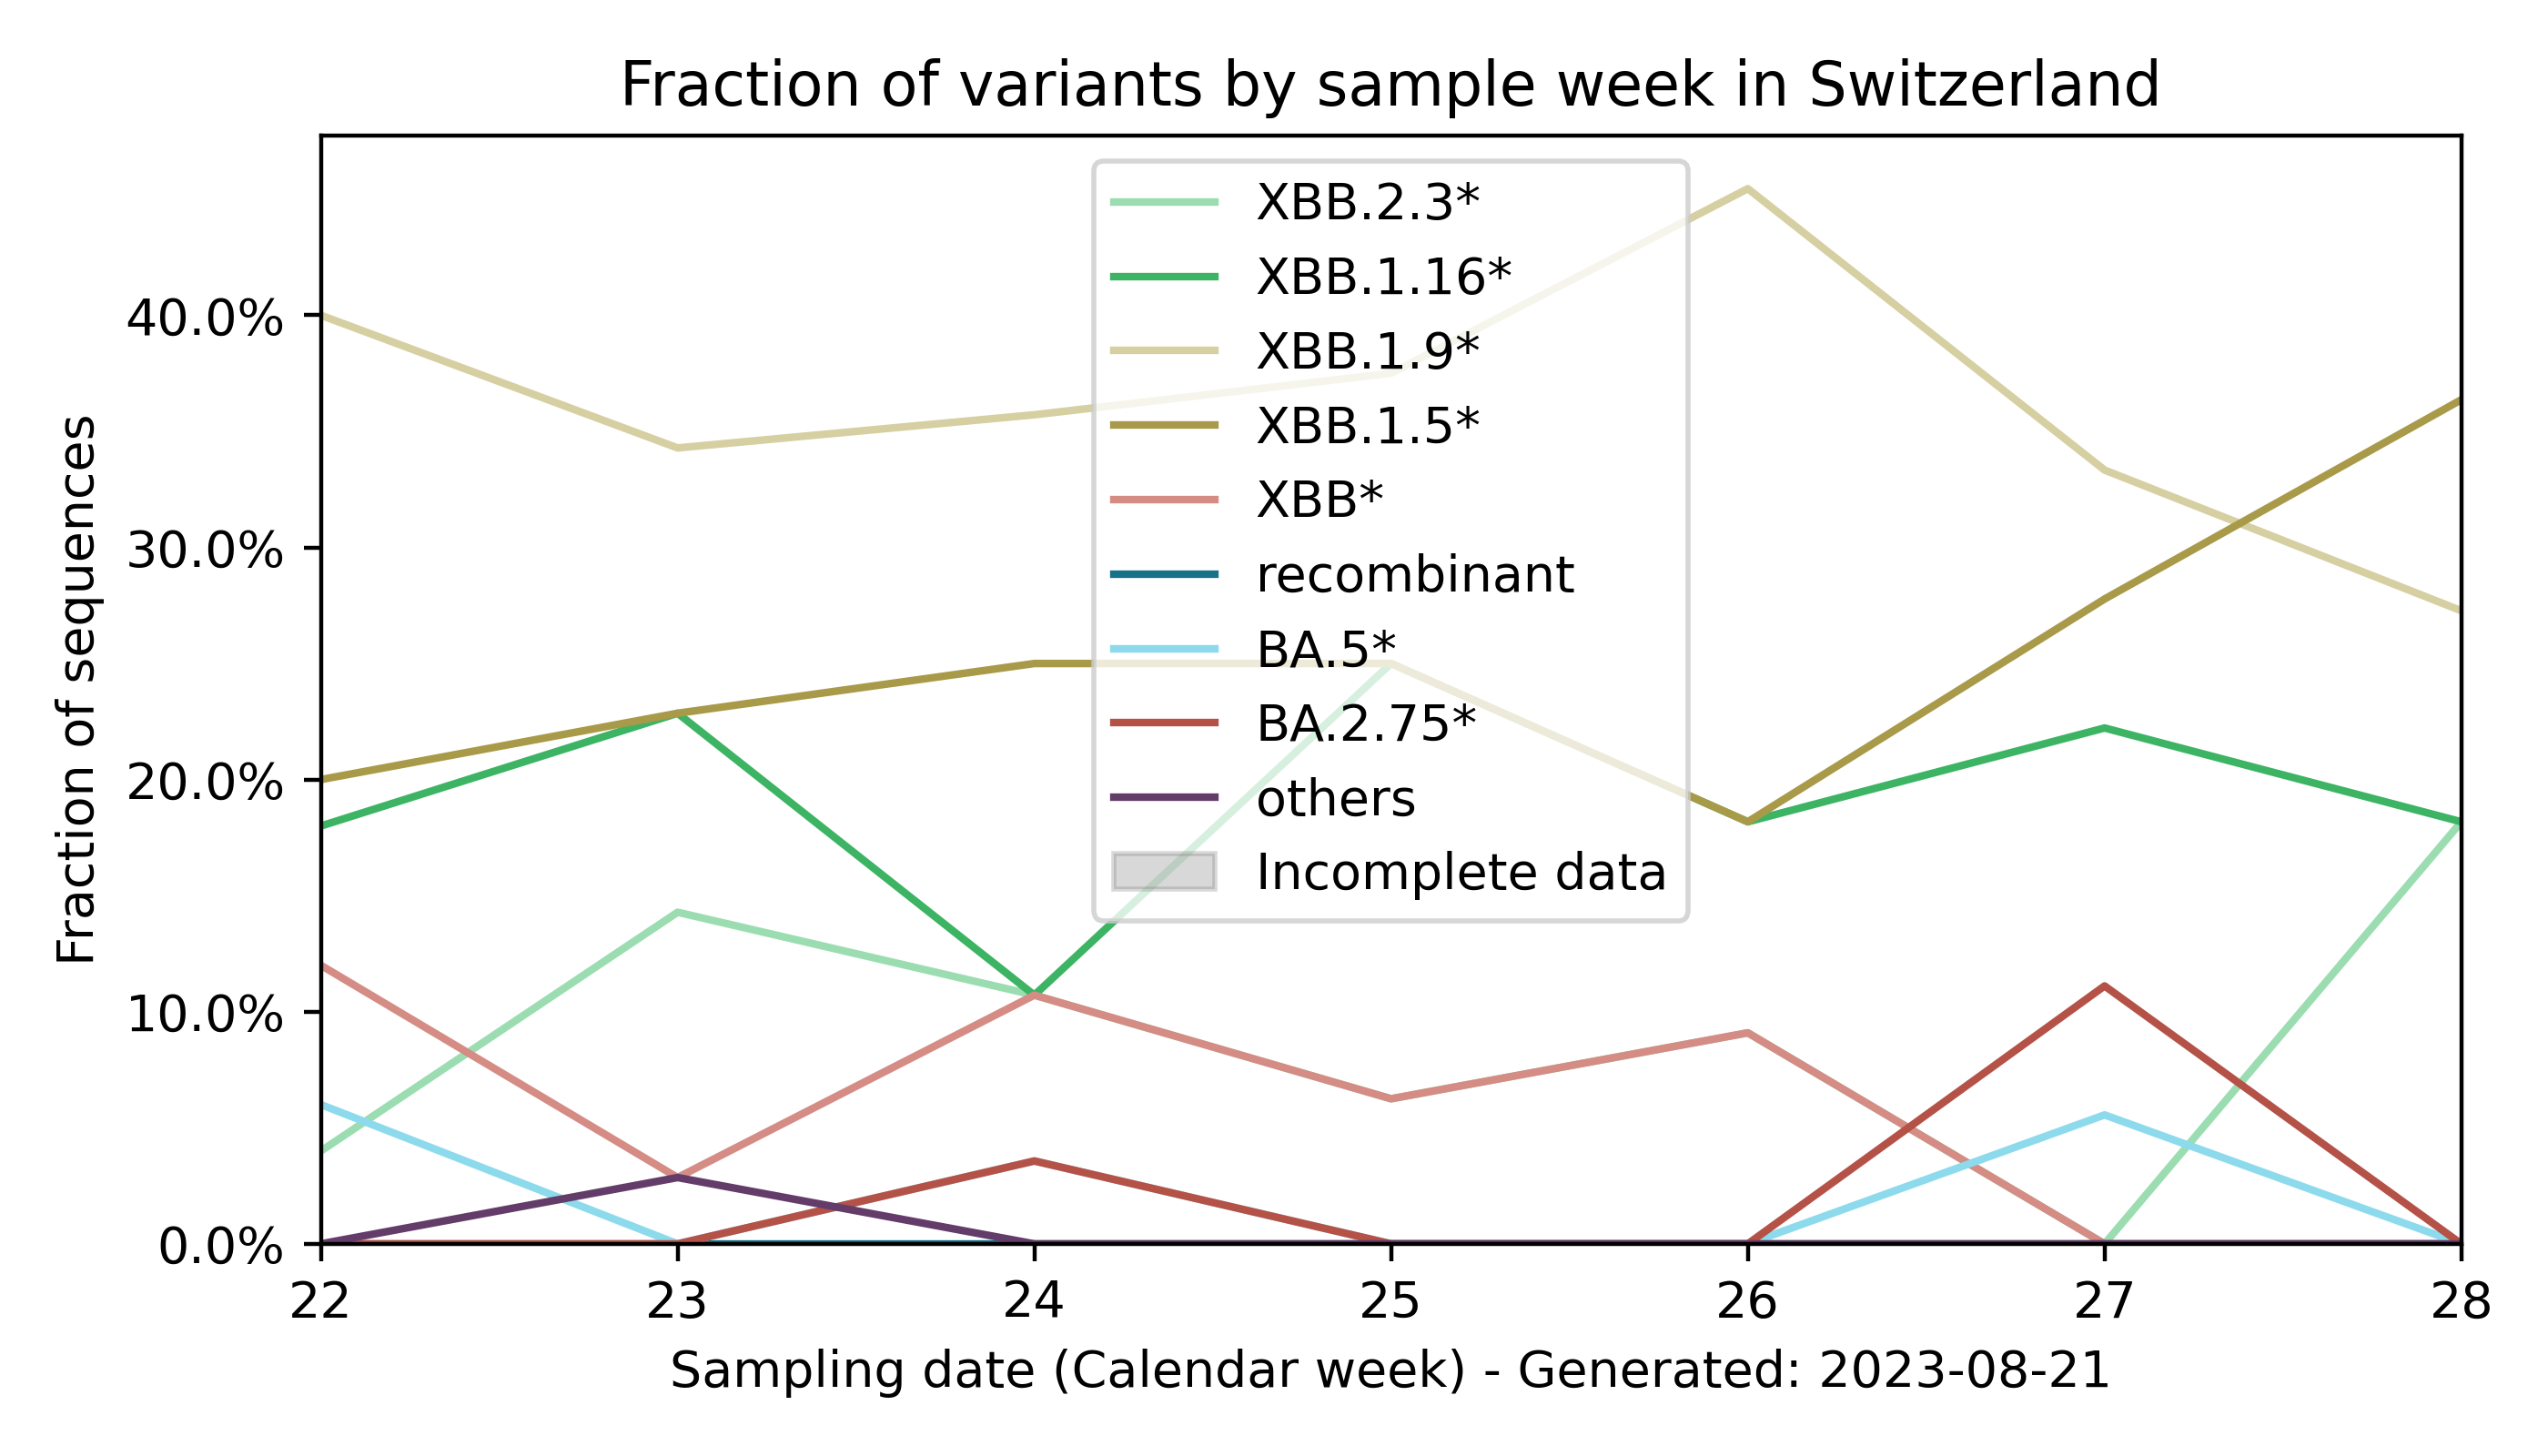 Fraction of variants by sample week in Switzerland
Fraction of sequences
40.0%
30.0%
20.0%
10.0%
0.0%
XBB.2.3*
XBB.1.16*
XBB.1.9*
XBB.1.5*
XBB*
recombinant
BA.5*
BA.2.75*
others
Incomplete data
22 23 24 25 26 27 28
Sampling date (Calendar week) - Generated: 2023-08-21